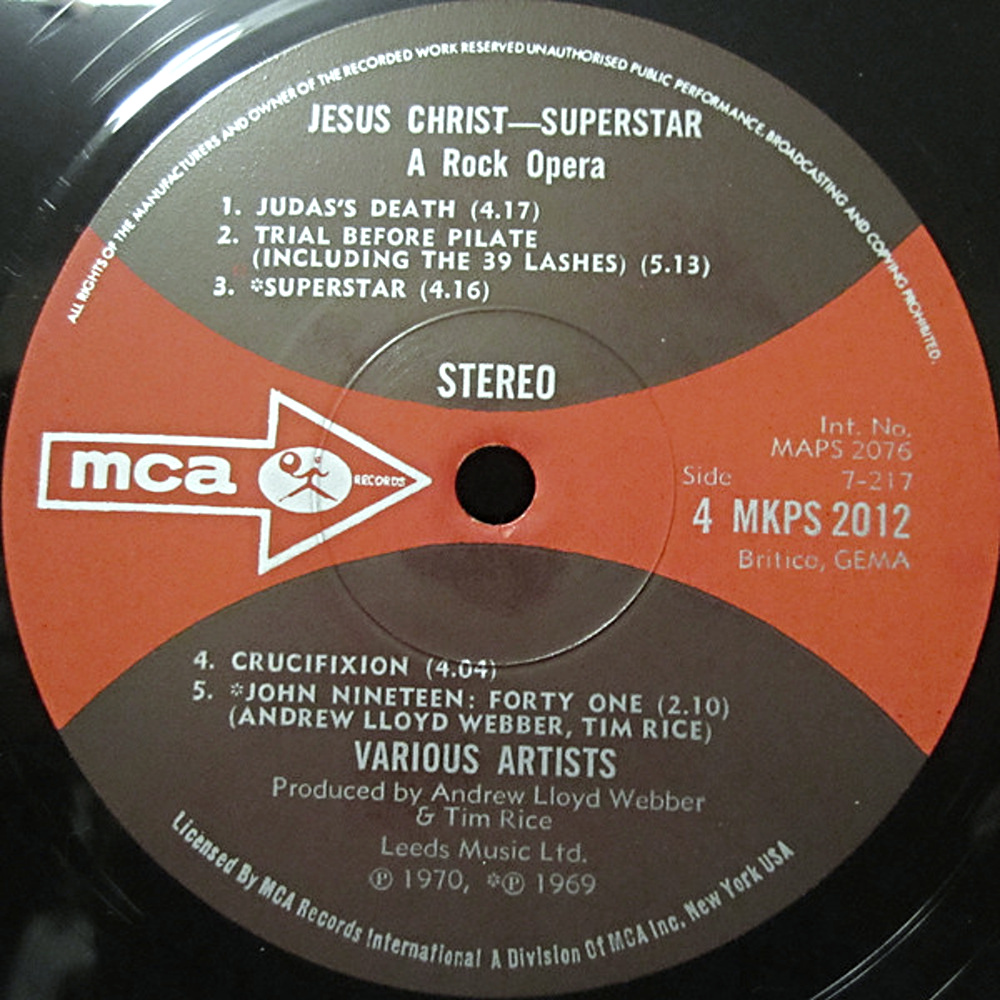 ALL RIGHTS OF THE MANUFACTURERS AND OWNER OF THE RECORDED WORK RESERVED UNAUTHORISED PUBLIC PERFORMANCE, BROADCASTING AND COPYING PROHIBITED.
JESUS CHRIST—SUPERSTAR
A Rock Opera
1. JUDAS'S DEATH (4.17)
2. TRIAL BEFORE PILATE
(INCLUDING THE 39 LASHES) (5.13)
3. *SUPERSTAR (4.16)
STEREO
mca RECORDS
Int. No.
MAPS 2076
Side 7-217
4 MKPS 2012
Britico, GEMA
4. CRUCIFIXION (4.04)
5. *JOHN NINETEEN: FORTY ONE (2.10)
(ANDREW LLOYD WEBBER, TIM RICE)
VARIOUS ARTISTS
Produced by Andrew Lloyd Webber
& Tim Rice
Leeds Music Ltd.
℗ 1970, *℗ 1969
Licensed By MCA Records International A Division Of MCA Inc. New York USA